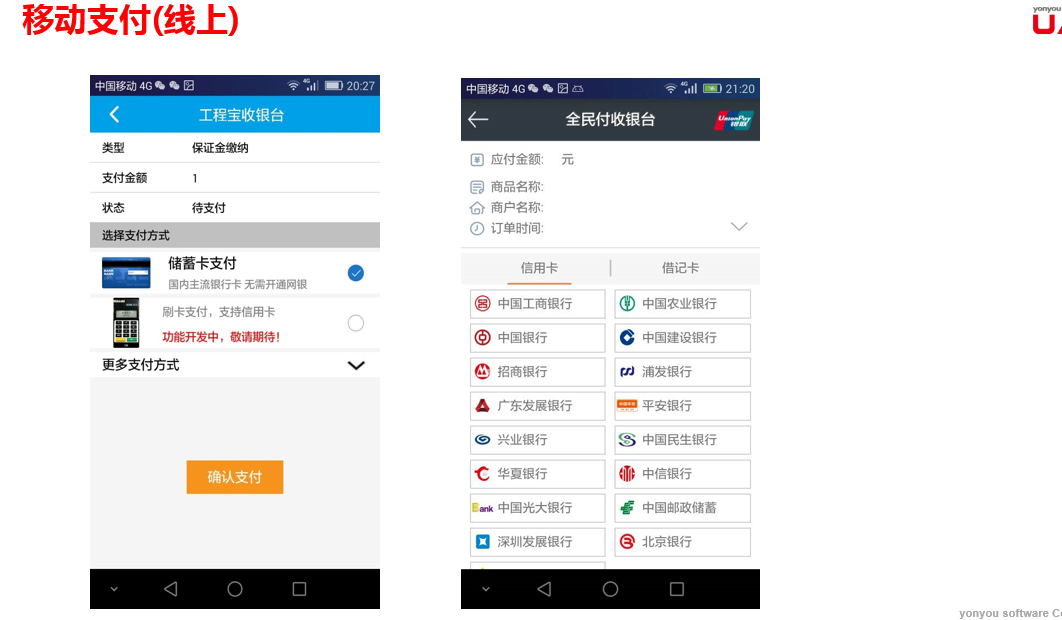 移动支付(线上)
yonyou
中国移动 4G
4G
20:27
工程宝收银台
类型 保证金缴纳
支付金额 1
状态 待支付
选择支付方式
储蓄卡支付
国内主流银行卡 无需开通网银
刷卡支付，支持信用卡
功能开发中，敬请期待！
更多支付方式
确认支付
中国移动 4G
4G
21:20
全民付收银台
UnionPay
银联
应付金额: 元
商品名称:
商户名称:
订单时间:
信用卡 借记卡
中国工商银行 中国农业银行
中国银行 中国建设银行
招商银行 浦发银行
广东发展银行 平安银行
兴业银行 中国民生银行
华夏银行 中信银行
Bank 中国光大银行 中国邮政储蓄
深圳发展银行 北京银行
yonyou software